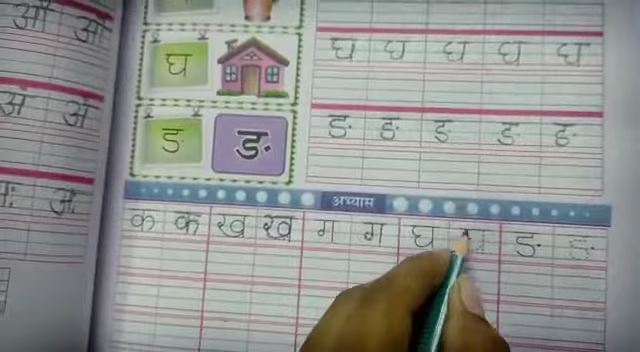 औ औ
घ घ घ घ घ घ
अं अं
ङ ङ ङ ङ ङ ङ ङ
अः अः
अभ्यास
क क ख ख ग ग घ घ ङ ङ